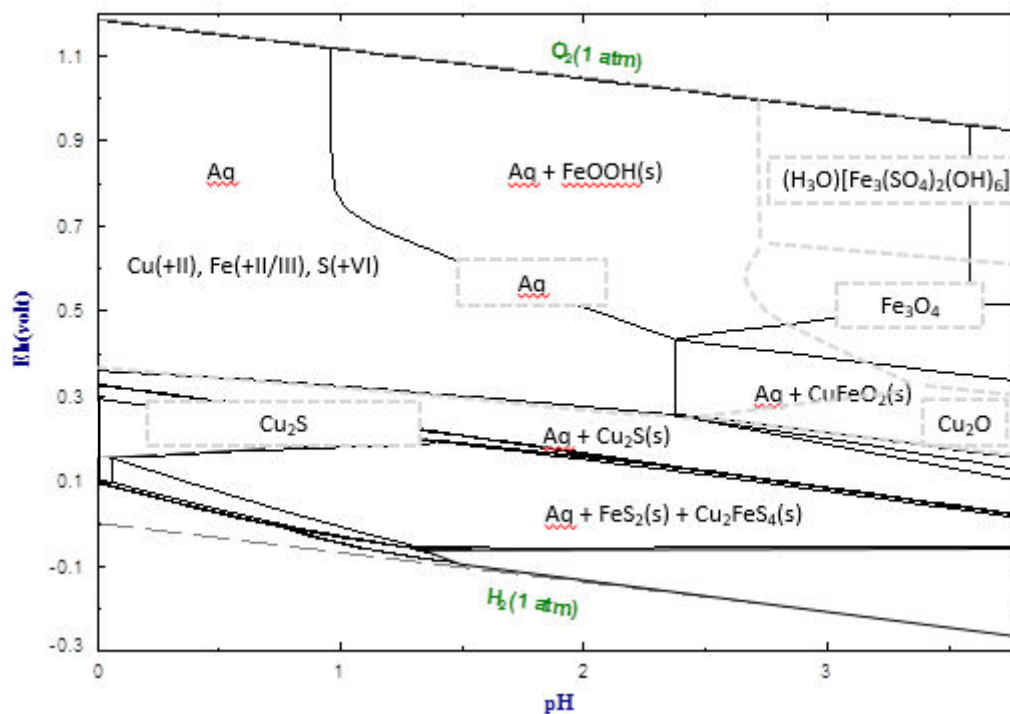 1.1
O₂(1 atm)
0.9
Aq
Aq + FeOOH(s)
(H₃O)[Fe₃(SO₄)₂(OH)₆]
0.7
Cu(+II), Fe(+II/III), S(+VI)
Eh(volt)
Aq
0.5
Fe₃O₄
0.3
Aq + CuFeO₂(s)
Cu₂S
Aq + Cu₂S(s)
Cu₂O
0.1
Aq + FeS₂(s) + Cu₂FeS₄(s)
-0.1
H₂(1 atm)
-0.3
0 1 2 3
pH